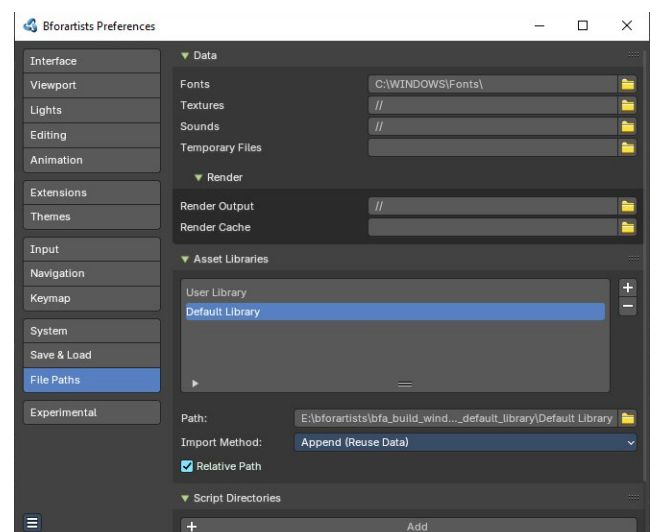 Bforartists Preferences
Interface
Viewport
Lights
Editing
Animation
Extensions
Themes
Input
Navigation
Keymap
System
Save & Load
File Paths
Experimental
Data
Fonts C:\WINDOWS\Fonts\
Textures //
Sounds //
Temporary Files
Render
Render Output //
Render Cache
Asset Libraries
User Library
Default Library
Path: E:\bforartists\bfa_build_wind..._default_library\Default Library
Import Method: Append (Reuse Data)
Relative Path
Script Directories
+ Add